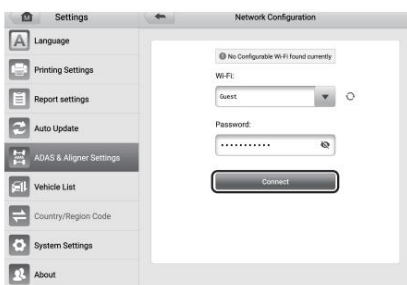 Settings
Network Configuration
Language
Printing Settings
Report settings
Auto Update
ADAS & Aligner Settings
Vehicle List
Country/Region Code
System Settings
About
No Configurable Wi-Fi found currently
Wi-Fi:
Guest
Password:
•••••••••••
Connect